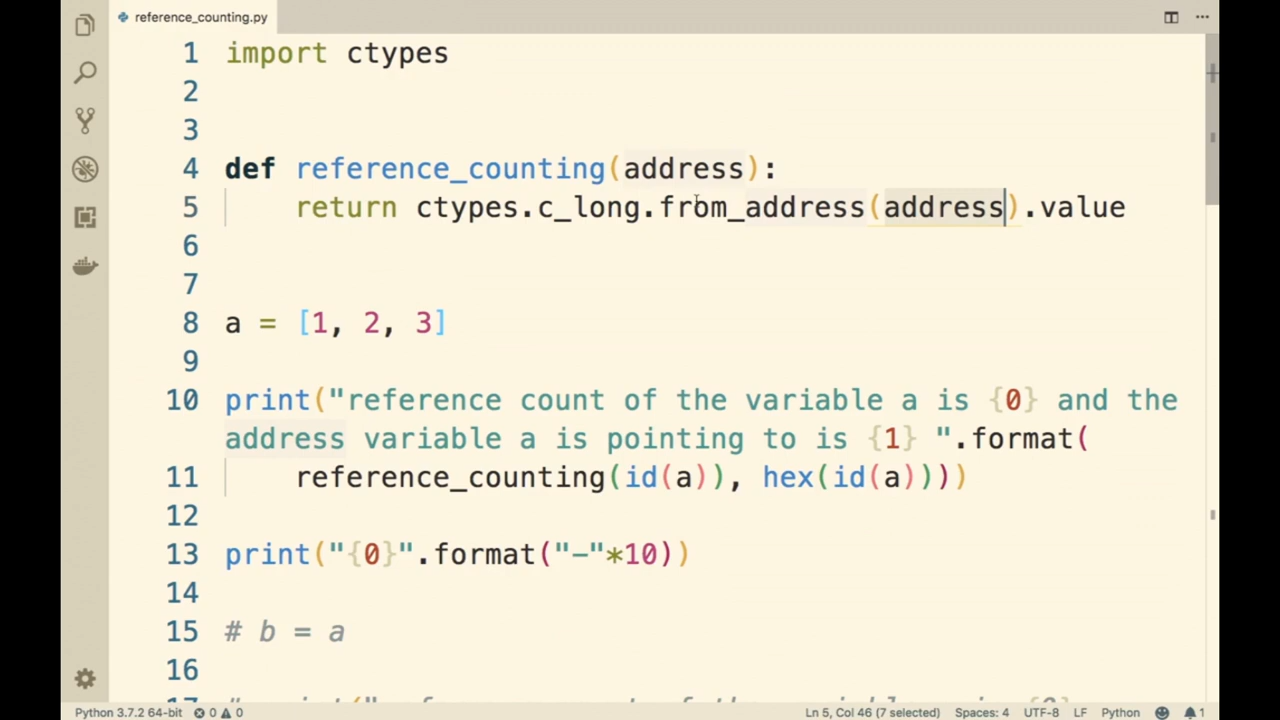 reference_counting.py
1 import ctypes
2
3
4 def reference_counting(address):
5 return ctypes.c_long.from_address(address).value
6
7
8 a = [1, 2, 3]
9
10 print("reference count of the variable a is {0} and the
address variable a is pointing to is {1} ".format(
11 reference_counting(id(a)), hex(id(a))))
12
13 print("{0}".format("-"*10))
14
15 # b = a
16
Python 3.7.2 64-bit 0 0 Ln 5, Col 46 (7 selected) Spaces: 4 UTF-8 LF Python 1